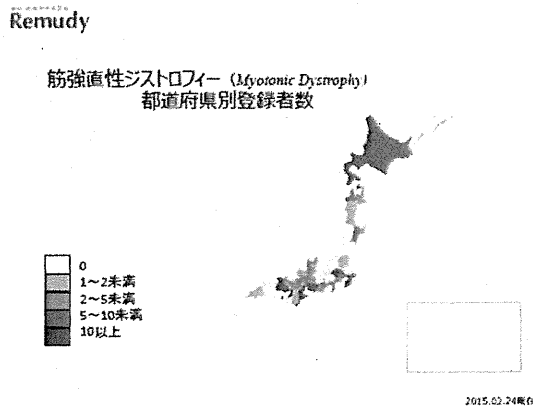 Remudy
筋強直性ジストロフィー (Myotonic Dystrophy)
都道府県別登録者数
0
1～2未満
2～5未満
5～10未満
10以上
2015.02.24現在